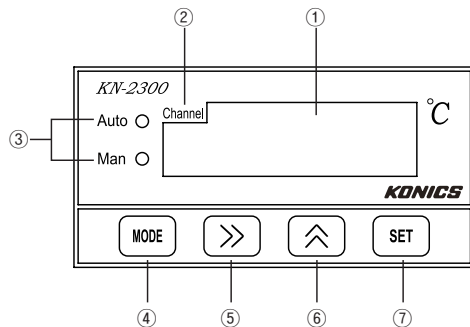 ② ①
KN-2300
Channel
°C
③ Auto
Man
KONICS
MODE
SET
④ ⑤ ⑥ ⑦